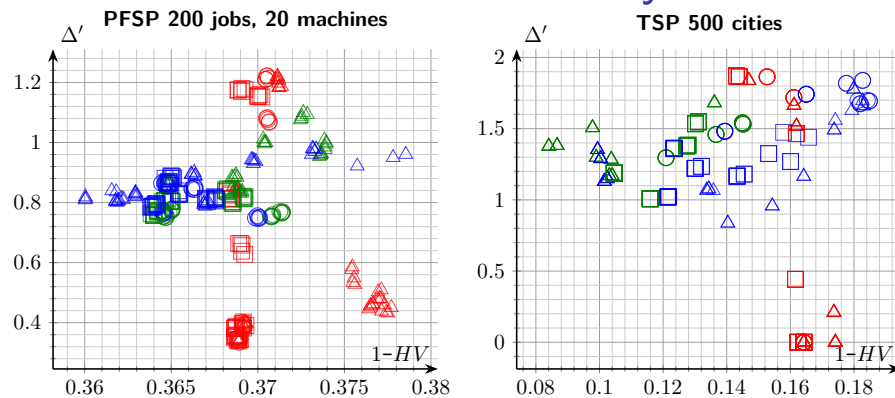 PFSP 200 jobs, 20 machines
Δ′
1.2
1
0.8
0.6
0.4
1-HV
0.36 0.365 0.37 0.375 0.38
TSP 500 cities
Δ′
2
1.5
1
0.5
0
1-HV
0.08 0.1 0.12 0.14 0.16 0.18